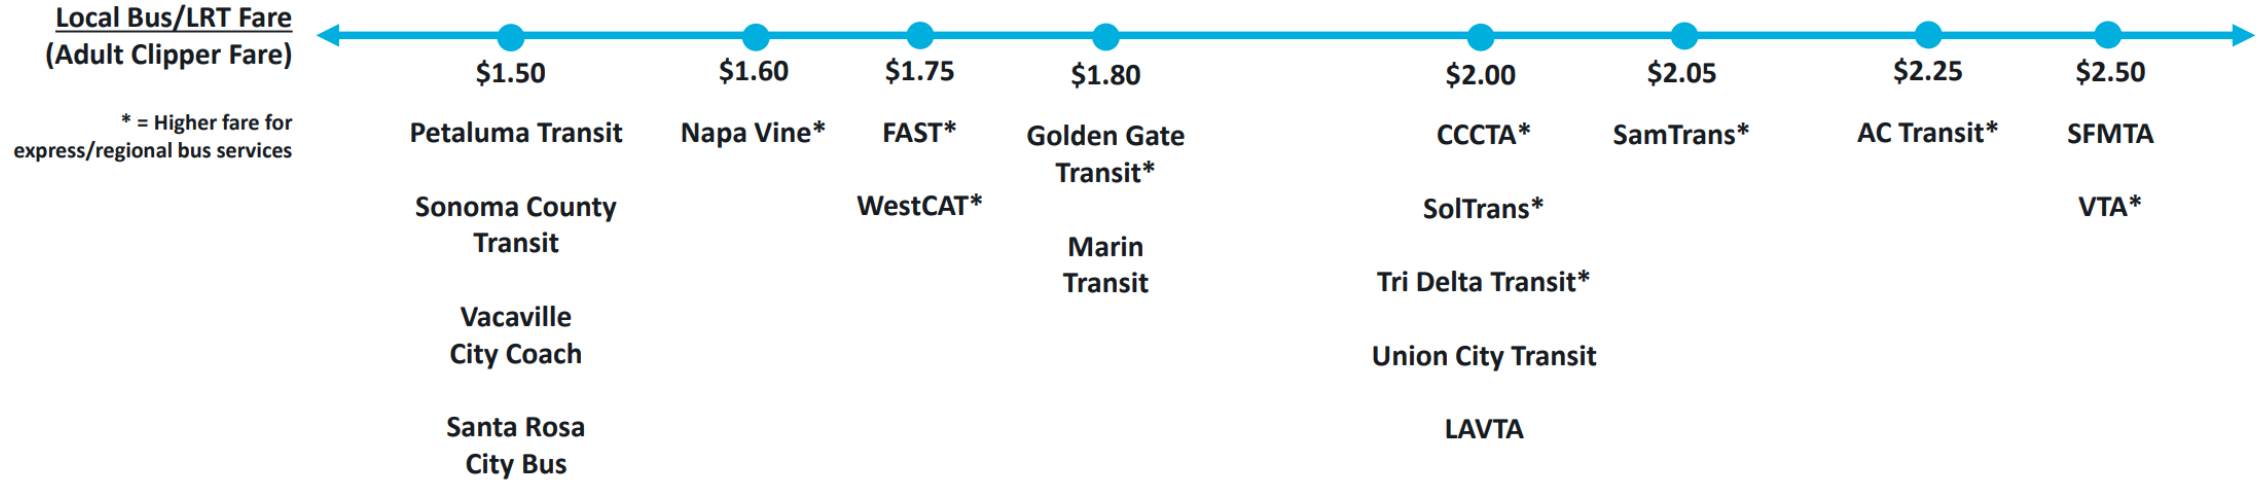 Local Bus/LRT Fare
(Adult Clipper Fare)
* = Higher fare for
express/regional bus services
$1.50
Petaluma Transit
Sonoma County
Transit
Vacaville
City Coach
Santa Rosa
City Bus
$1.60
Napa Vine*
$1.75
FAST*
WestCAT*
$1.80
Golden Gate
Transit*
Marin
Transit
$2.00
CCCTA*
SolTrans*
Tri Delta Transit*
Union City Transit
LAVTA
$2.05
SamTrans*
$2.25
AC Transit*
$2.50
SFMTA
VTA*